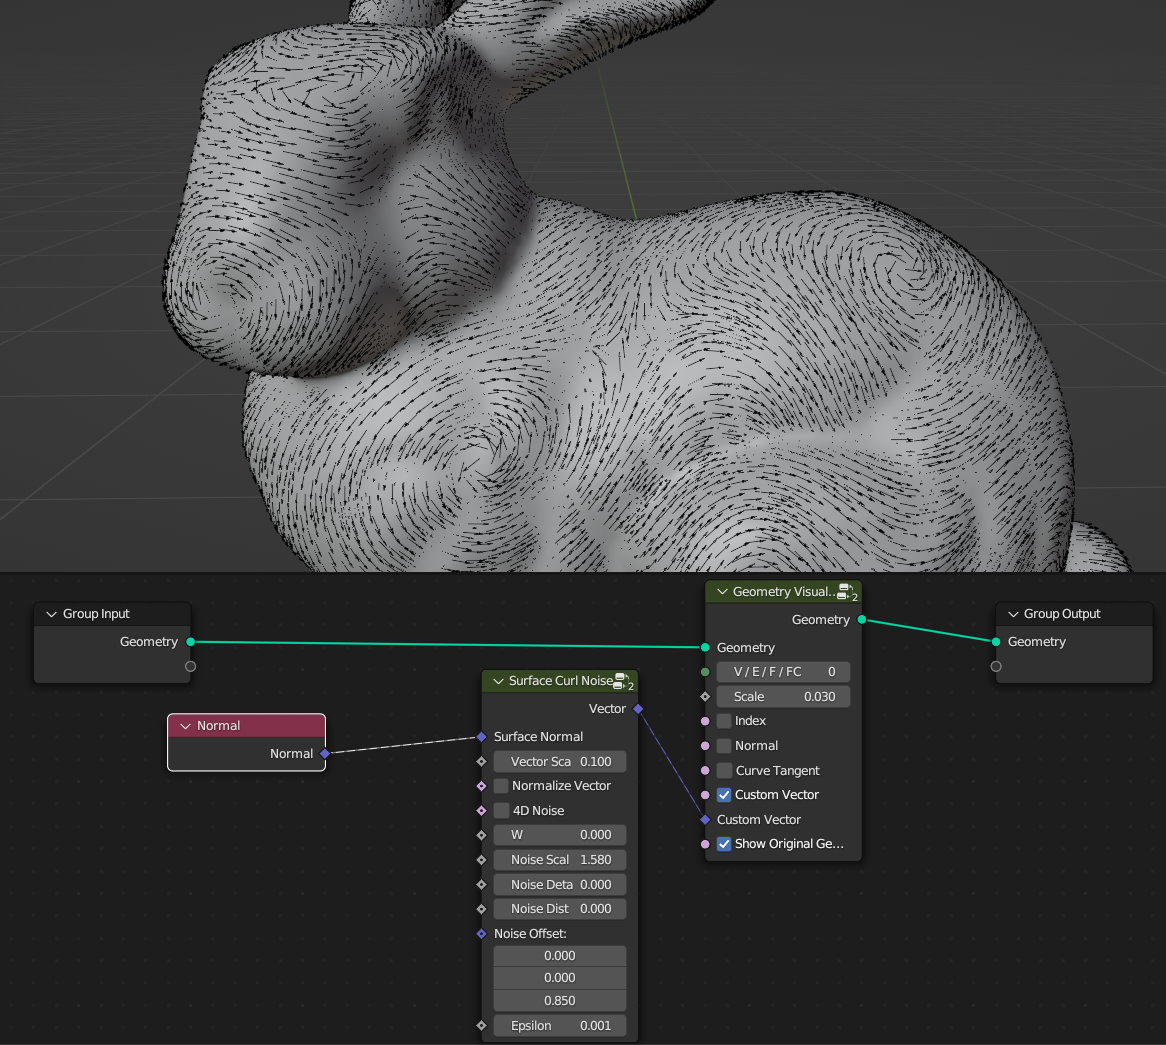 Group Input
Geometry
Normal
Normal
Surface Curl Noise
2
Vector
Surface Normal
Vector Sca 0.100
Normalize Vector
4D Noise
W 0.000
Noise Scal 1.580
Noise Deta 0.000
Noise Dist 0.000
Noise Offset:
0.000
0.000
0.850
Epsilon 0.001
Geometry Visual..
2
Geometry
Geometry
V / E / F / FC 0
Scale 0.030
Index
Normal
Curve Tangent
Custom Vector
Custom Vector
Show Original Ge...
Group Output
Geometry